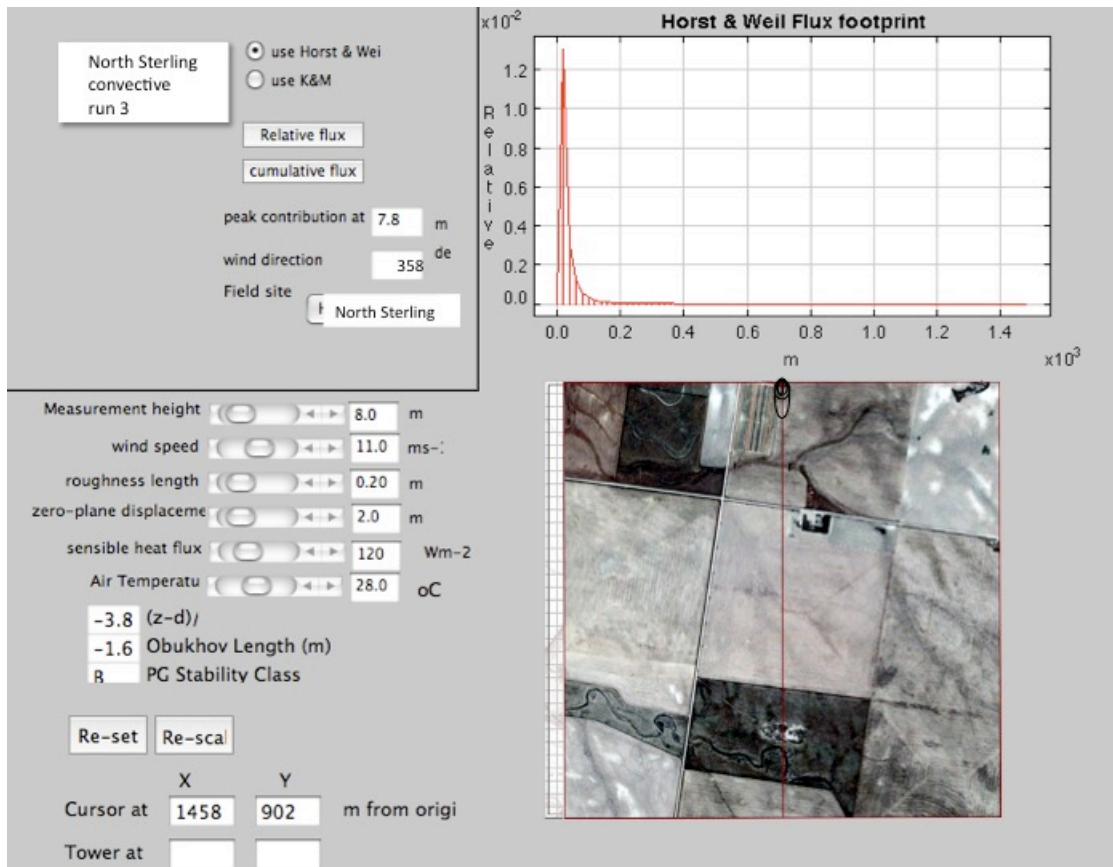 North Sterling
convective
run 3
use Horst & Wei
use K&M
Relative flux
cumulative flux
peak contribution at 7.8 m
wind direction 358 de
Field site
North Sterling
x10-2
Horst & Weil Flux footprint
Relative
1.2
1.0
0.8
0.6
0.4
0.2
0.0
0.0 0.2 0.4 0.6 0.8 1.0 1.2 1.4
m
x103
Measurement height 8.0 m
wind speed 11.0 ms-
roughness length 0.20 m
zero-plane displaceme 2.0 m
sensible heat flux 120 Wm-2
Air Temperatu 28.0 oC
-3.8 (z-d)/
-1.6 Obukhov Length (m)
B PG Stability Class
Re-set Re-scal
X Y
Cursor at 1458 902 m from origi
Tower at